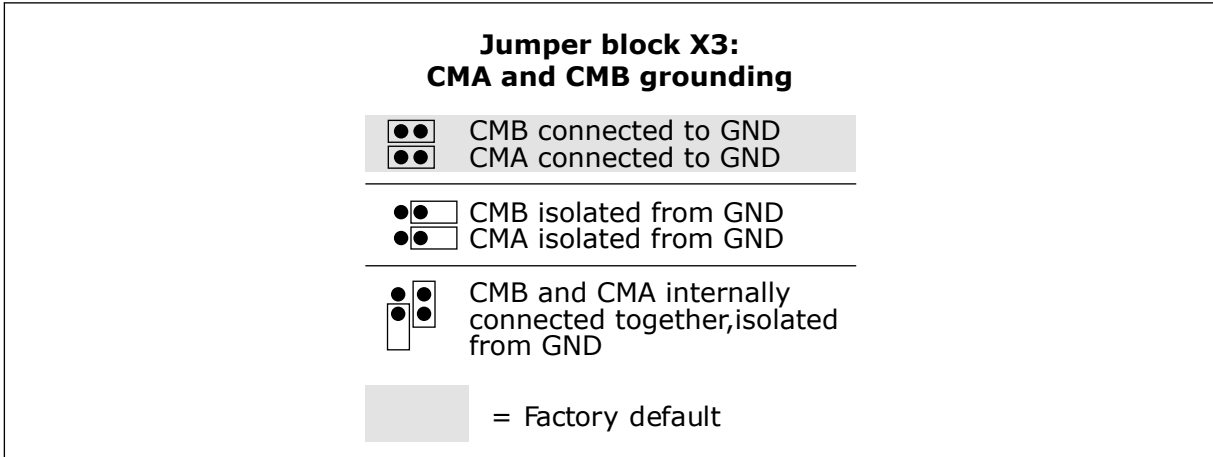 Jumper block X3:
CMA and CMB grounding
CMB connected to GND
CMA connected to GND
CMB isolated from GND
CMA isolated from GND
CMB and CMA internally
connected together,isolated
from GND
= Factory default